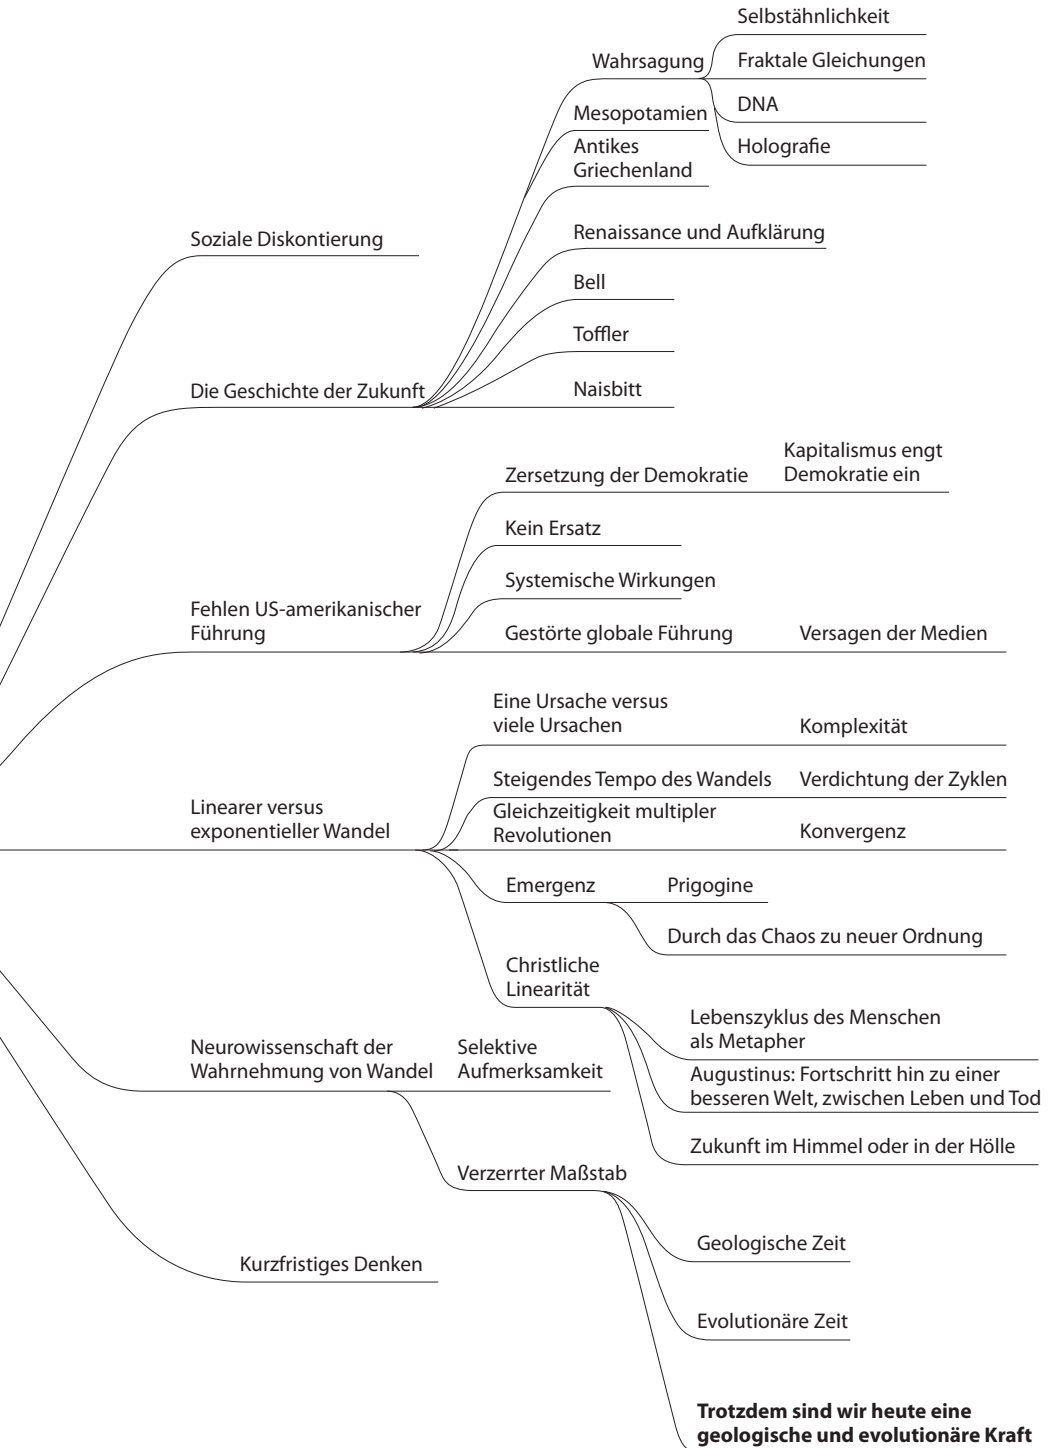 Selbstähnlichkeit
Wahrsagung
Fraktale Gleichungen
DNA
Holografie
Mesopotamien
Antikes
Griechenland
Soziale Diskontierung
Renaissance und Aufklärung
Bell
Toffler
Die Geschichte der Zukunft
Naisbitt
Zersetzung der Demokratie
Kapitalismus engt
Demokratie ein
Kein Ersatz
Systemische Wirkungen
Fehlen US-amerikanischer
Führung
Gestörte globale Führung
Versagen der Medien
Eine Ursache versus
viele Ursachen
Komplexität
Steigendes Tempo des Wandels
Verdichtung der Zyklen
Linearer versus
exponentieller Wandel
Gleichzeitigkeit multipler
Revolutionen
Konvergenz
Emergenz
Prigogine
Durch das Chaos zu neuer Ordnung
Christliche
Linearität
Lebenszyklus des Menschen
als Metapher
Augustinus: Fortschritt hin zu einer
besseren Welt, zwischen Leben und Tod
Zukunft im Himmel oder in der Hölle
Neurowissenschaft der
Wahrnehmung von Wandel
Selektive
Aufmerksamkeit
Verzerrter Maßstab
Geologische Zeit
Evolutionäre Zeit
Trotzdem sind wir heute eine
geologische und evolutionäre Kraft
Kurzfristiges Denken